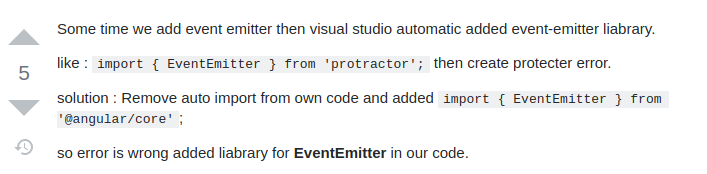 Some time we add event emitter then visual studio automatic added event-emitter liabrary.
like : import { EventEmitter } from 'protractor'; then create protecter error.
5
solution : Remove auto import from own code and added import { EventEmitter } from
'@angular/core' ;
so error is wrong added liabrary for EventEmitter in our code.